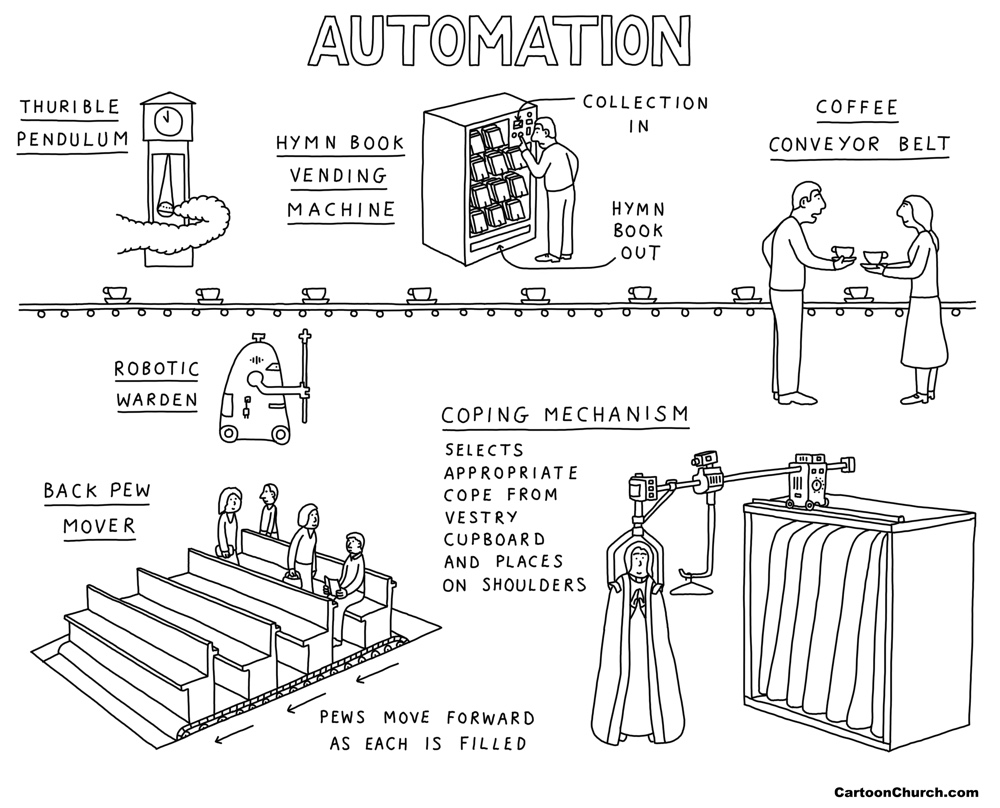 AUTOMATION
THURIBLE
PENDULUM
HYMN BOOK
VENDING
MACHINE
COLLECTION
IN
HYMN
BOOK
OUT
COFFEE
CONVEYOR BELT
ROBOTIC
WARDEN
COPING MECHANISM
SELECTS
APPROPRIATE
COPE FROM
VESTRY
CUPBOARD
AND PLACES
ON SHOULDERS
BACK PEW
MOVER
PEWS MOVE FORWARD
AS EACH IS FILLED
CartoonChurch.com